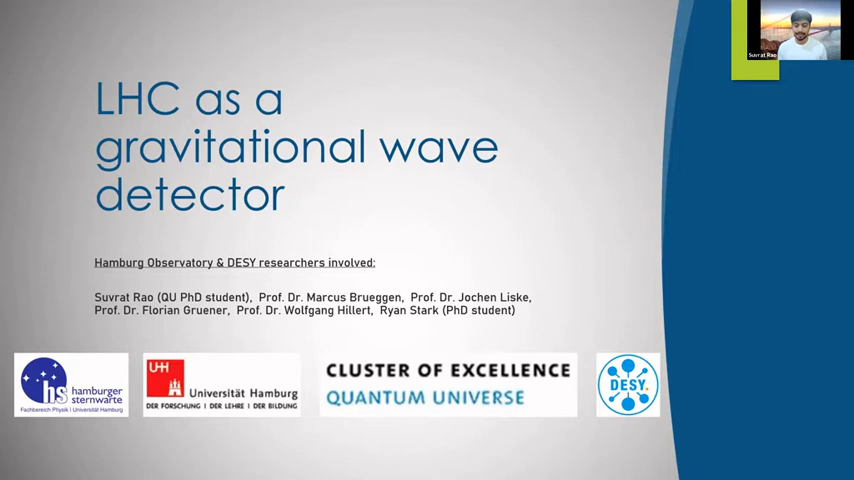 Suvrat Rao
LHC as a
gravitational wave
detector
Hamburg Observatory & DESY researchers involved:
Suvrat Rao (QU PhD student), Prof. Dr. Marcus Brueggen, Prof. Dr. Jochen Liske,
Prof. Dr. Florian Gruener, Prof. Dr. Wolfgang Hillert, Ryan Stark (PhD student)
hs hamburger
sternwarte
Fachbereich Physik | Universität Hamburg
UH
Universität Hamburg
DER FORSCHUNG | DER LEHRE | DER BILDUNG
CLUSTER OF EXCELLENCE
QUANTUM UNIVERSE
DESY.